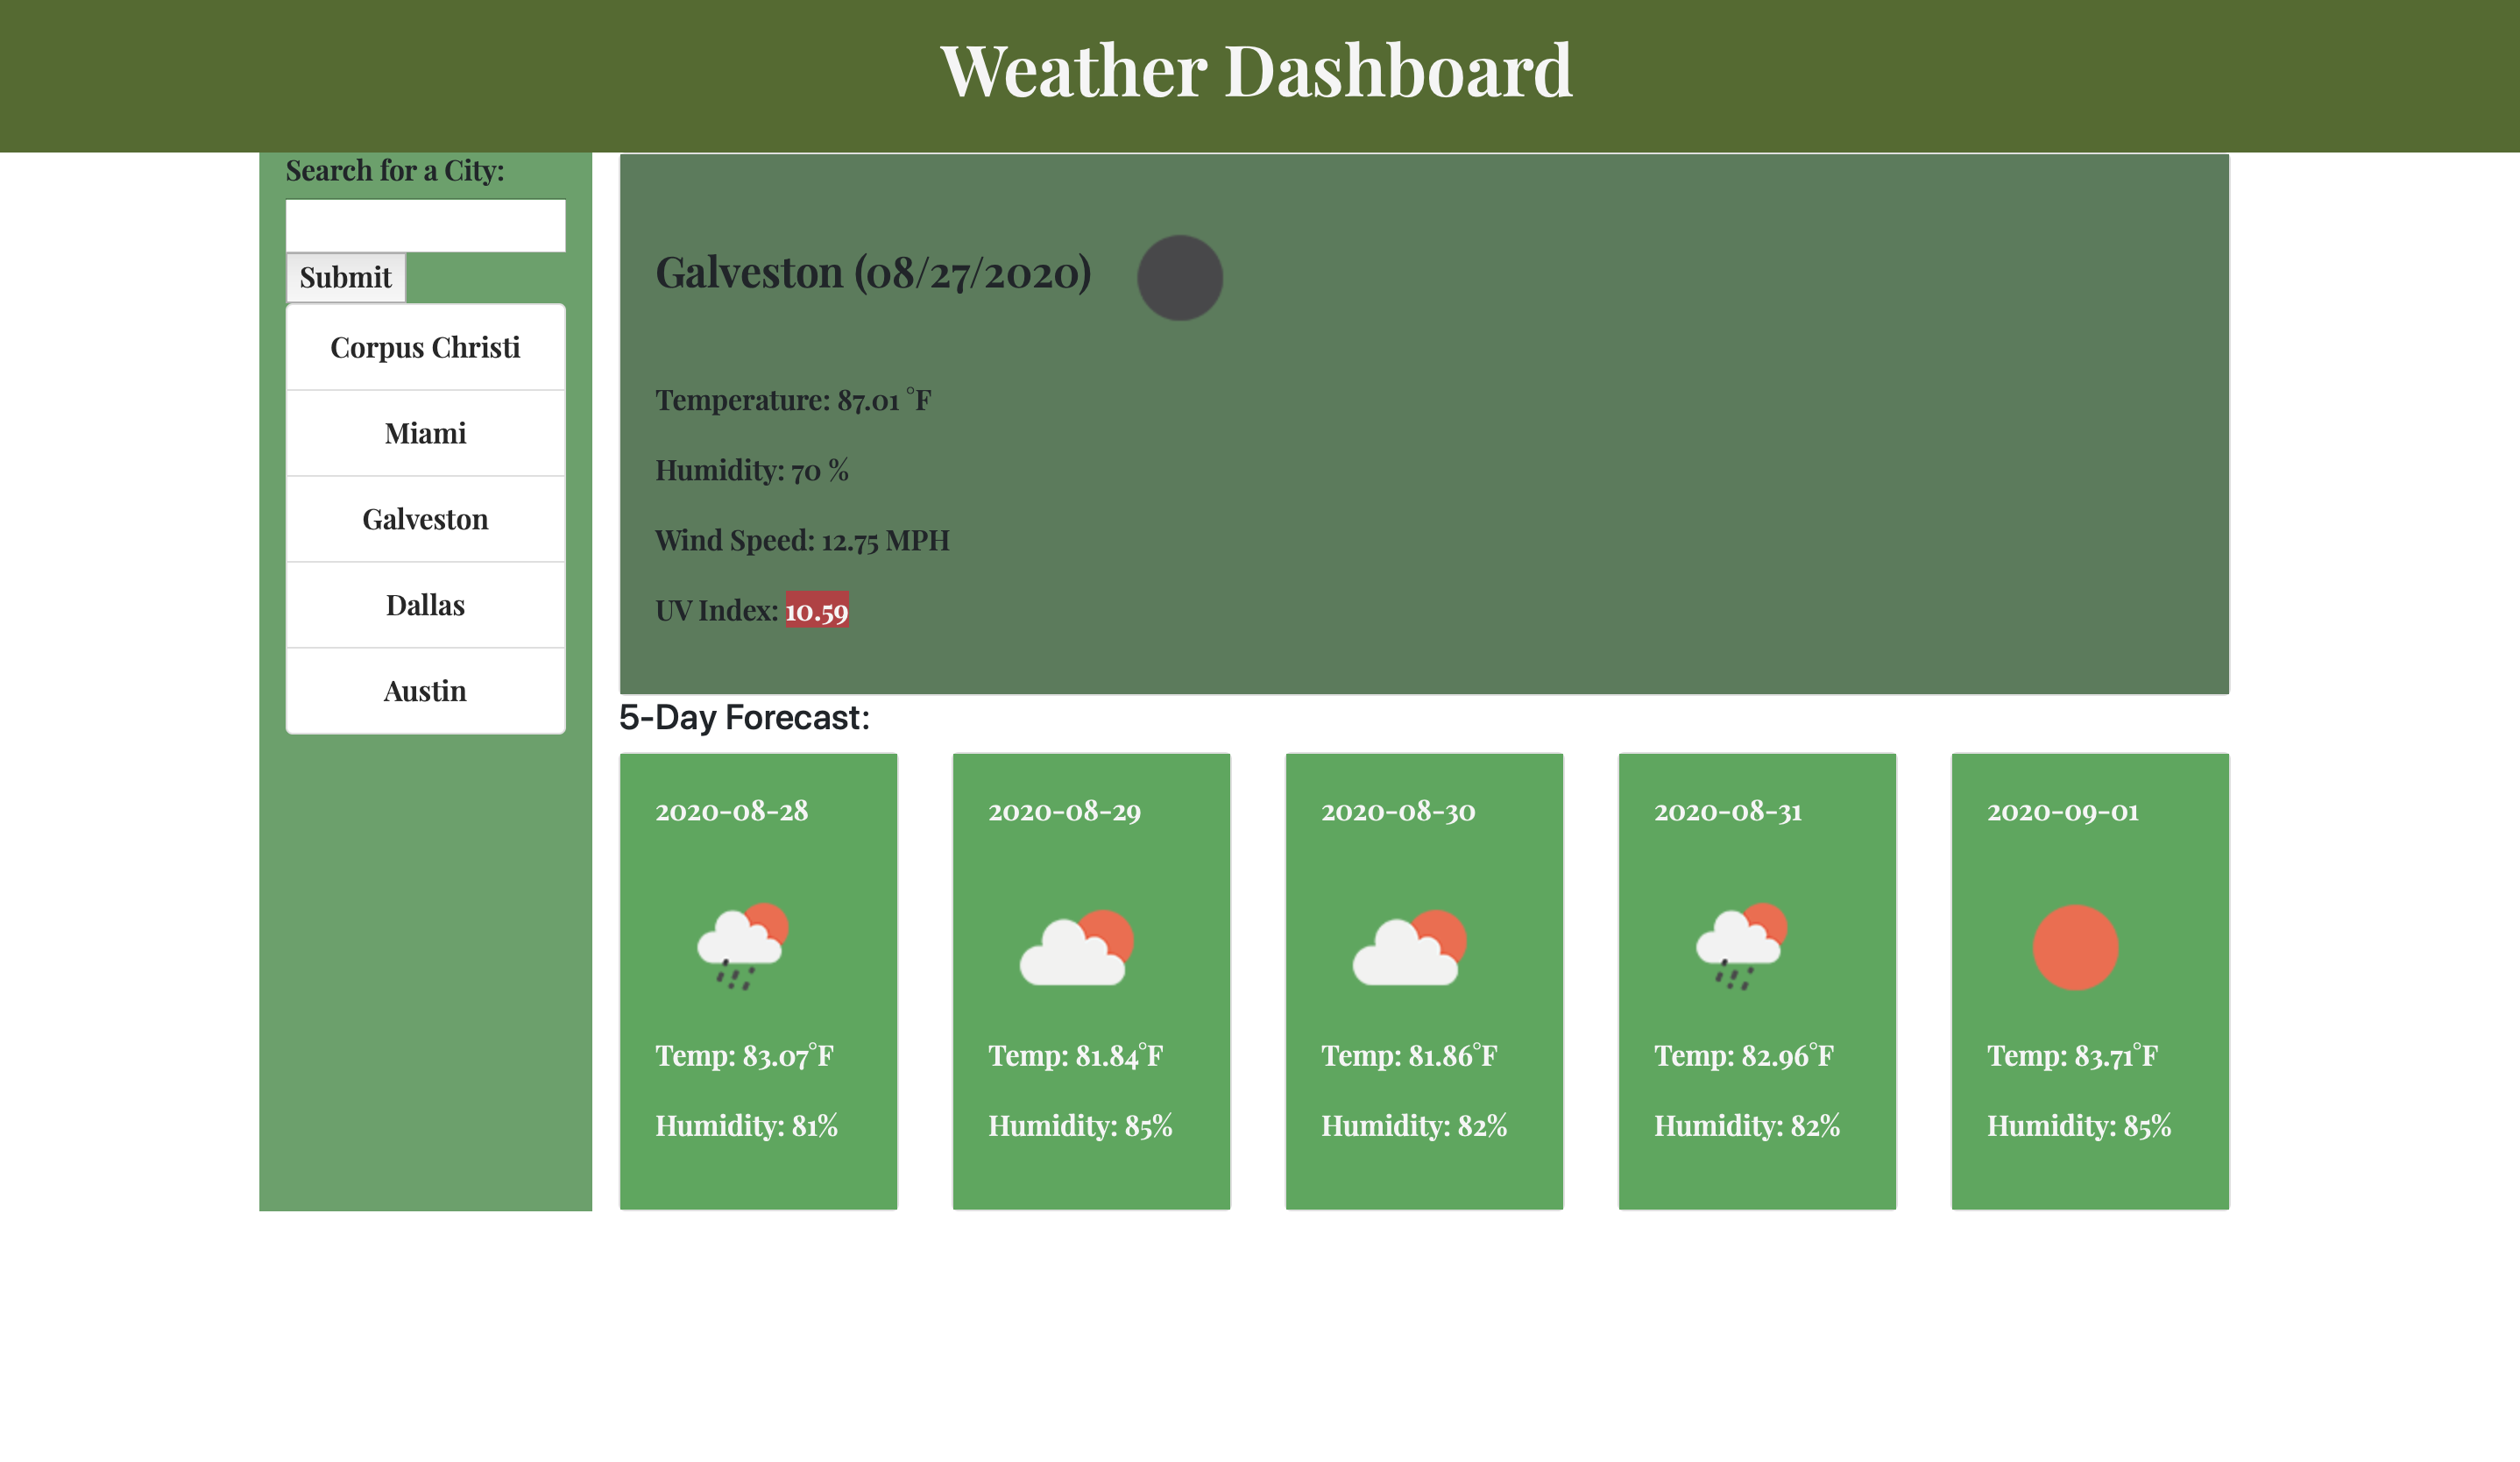 Weather Dashboard
Search for a City:
Submit
Corpus Christi
Miami
Galveston
Dallas
Austin
Galveston (08/27/2020)
Temperature: 87.01 °F
Humidity: 70 %
Wind Speed: 12.75 MPH
UV Index: 10.59
5-Day Forecast:
2020-08-28
Temp: 83.07°F
Humidity: 81%
2020-08-29
Temp: 81.84°F
Humidity: 85%
2020-08-30
Temp: 81.86°F
Humidity: 82%
2020-08-31
Temp: 82.96°F
Humidity: 82%
2020-09-01
Temp: 83.71°F
Humidity: 85%